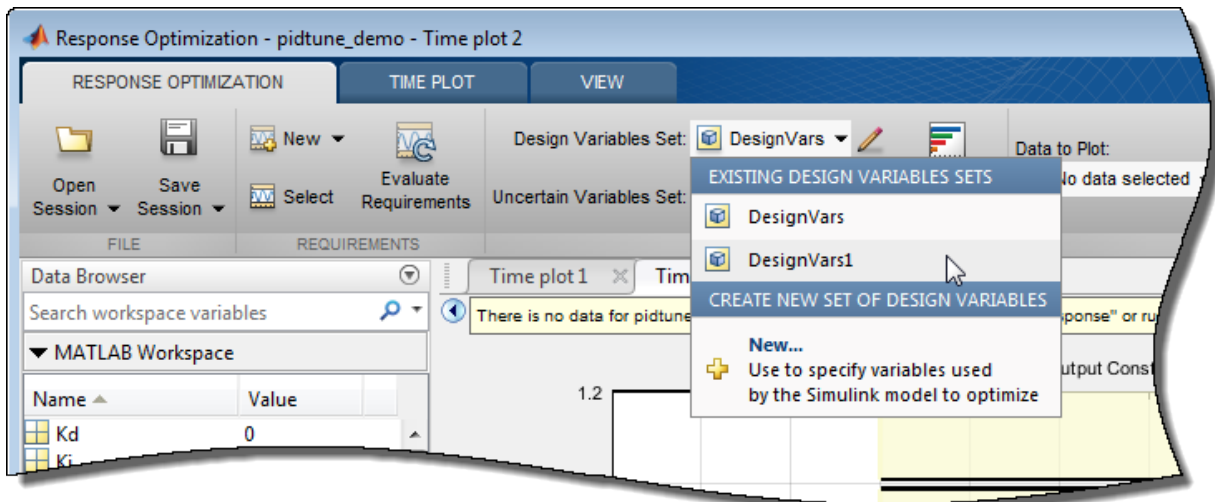 Response Optimization - pidtune_demo - Time plot 2
RESPONSE OPTIMIZATION TIME PLOT VIEW
Open Session
Save Session
New
Select
Evaluate Requirements
Design Variables Set: DesignVars
Uncertain Variables Set:
Data to Plot:
No data selected
FILE REQUIREMENTS
EXISTING DESIGN VARIABLES SETS
DesignVars
DesignVars1
CREATE NEW SET OF DESIGN VARIABLES
New...
Use to specify variables used
by the Simulink model to optimize
Data Browser
Search workspace variables
MATLAB Workspace
Name Value
Kd 0
Ki
Time plot 1 Tim
There is no data for pidtune
sponse" or ru
utput Const
1.2